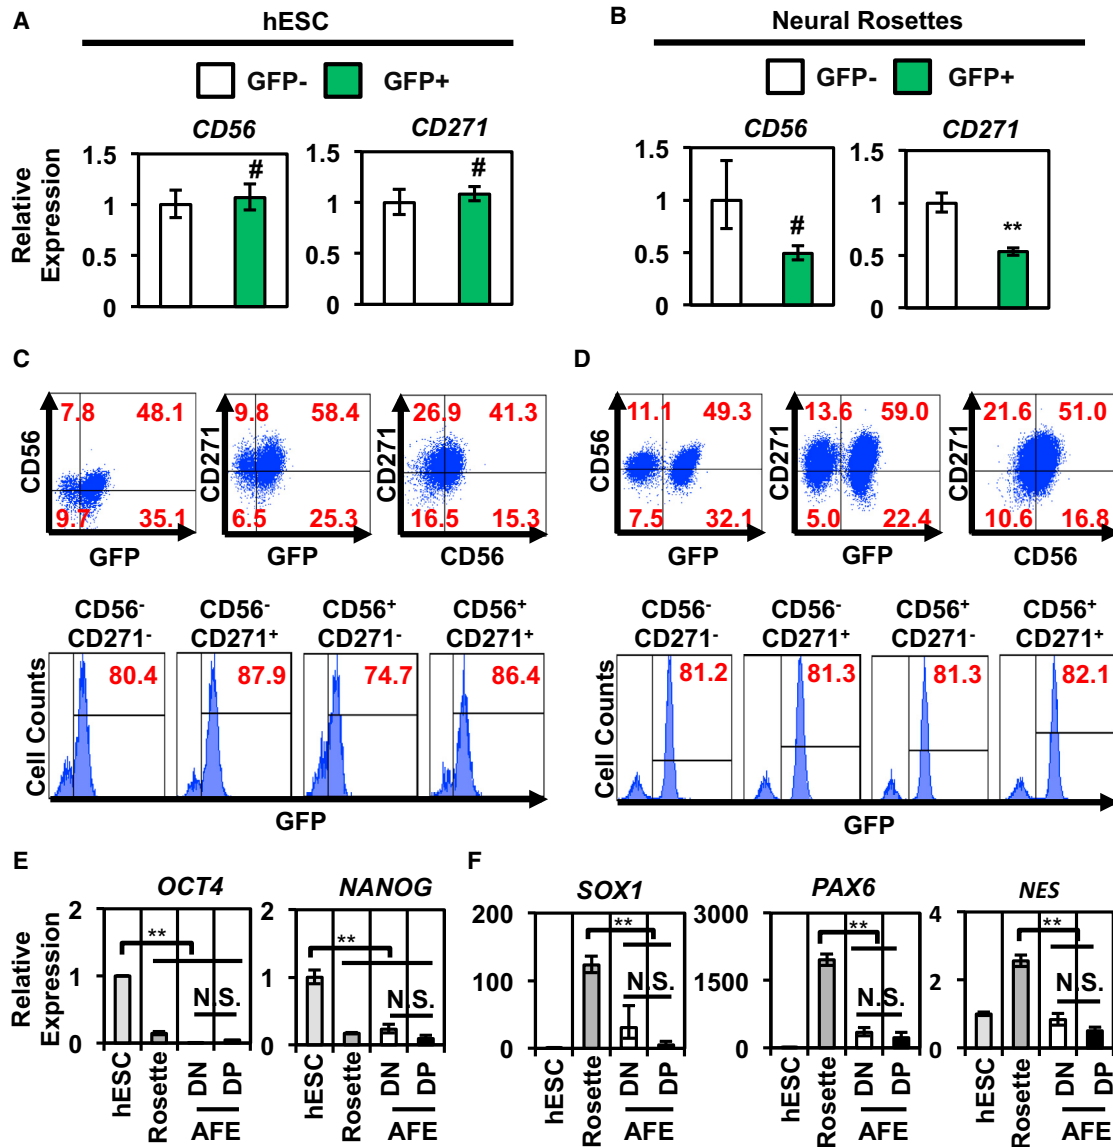 A
hESC
GFP- GFP+
CD56
CD271
Relative Expression
1.5
1
0.5
0
#
1.5
1
0.5
0
#
B
Neural Rosettes
GFP- GFP+
CD56
CD271
1.5
1
0.5
0
#
1.5
1
0.5
0
**
C
CD56
7.8 48.1
9.7 35.1
GFP
CD271
9.8 58.4
6.5 25.3
GFP
CD271
26.9 41.3
16.5 15.3
CD56
CD56-
CD271-
CD56-
CD271+
CD56+
CD271-
CD56+
CD271+
Cell Counts
80.4
87.9
74.7
86.4
GFP
D
CD56
11.1 49.3
7.5 32.1
GFP
CD271
13.6 59.0
5.0 22.4
GFP
CD271
21.6 51.0
10.6 16.8
CD56
CD56-
CD271-
CD56-
CD271+
CD56+
CD271-
CD56+
CD271+
Cell Counts
81.2
81.3
81.3
82.1
GFP
E
Relative Expression
OCT4
2
1
0
**
N.S.
hESC
Rosette
DN
DP
AFE
NANOG
2
1
0
**
N.S.
hESC
Rosette
DN
DP
AFE
F
SOX1
200
100
0
**
N.S.
hESC
Rosette
DN
DP
AFE
PAX6
3000
1500
0
**
N.S.
hESC
Rosette
DN
DP
AFE
NES
4
2
0
**
N.S.
hESC
Rosette
DN
DP
AFE